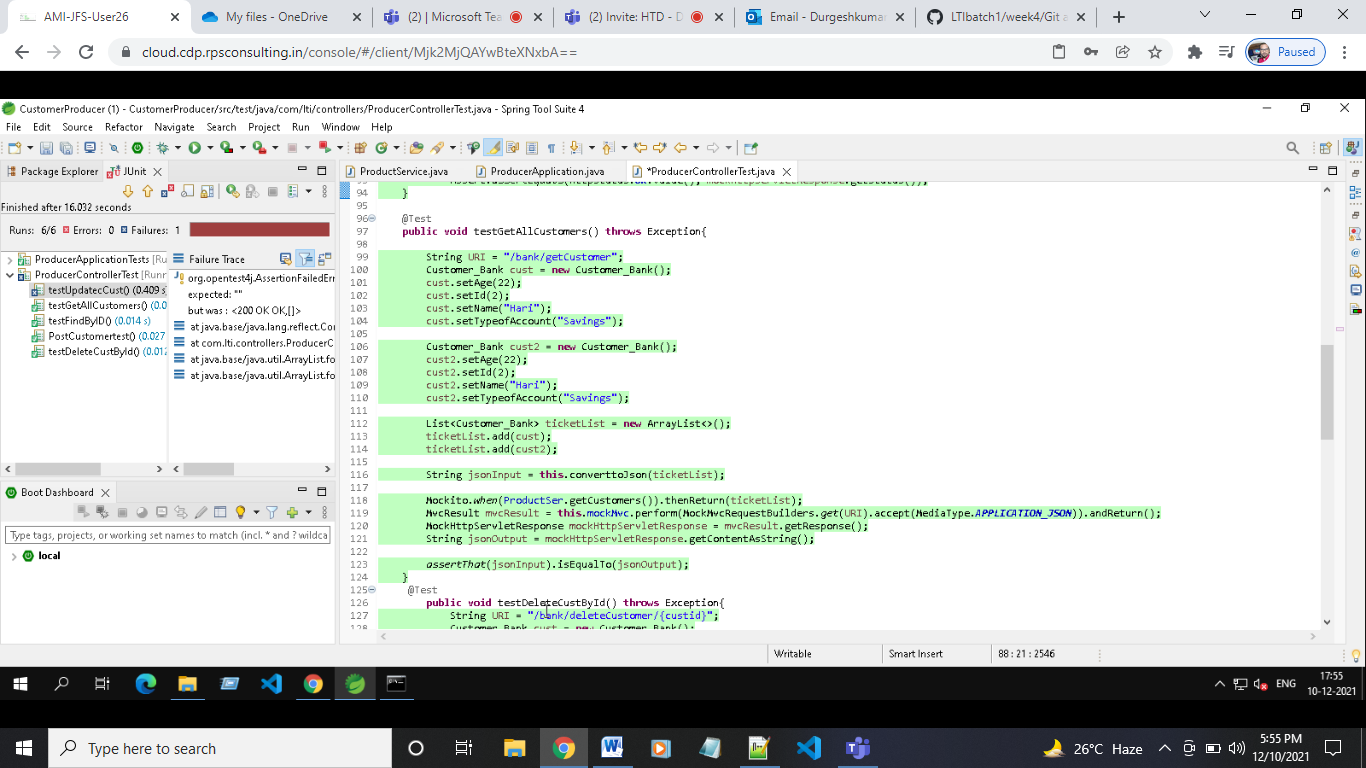 AMI-JFS-User26
My files - OneDrive
(2) | Microsoft Tea
(2) Invite: HTD - D
Email - Durgeshkumar
LTIbatch1/week4/Git a
cloud.cdp.rpsconsulting.in/console/#/client/Mjk2MjQAYwBteXNxbA==
Paused
CustomerProducer (1) - CustomerProducer/src/test/java/com/lti/controllers/ProducerControllerTest.java - Spring Tool Suite 4
File Edit Source Refactor Navigate Search Project Run Window Help
Package Explorer
JUnit
ProductService.java
ProducerApplication.java
*ProducerControllerTest.java
Finished after 16.032 seconds
Runs: 6/6 Errors: 0 Failures: 1
ProducerApplicationTests [Ru
ProducerControllerTest [Runn
testUpdatecCust() (0.409 s)
testGetAllCustomers() (0.0
testFindByID() (0.014 s)
PostCustomertest() (0.027
testDeleteCustById() (0.012
Failure Trace
org.opentest4j.AssertionFailedErr
expected: ""
but was : <200 OK OK,[]>
at java.base/java.lang.reflect.Con
at com.lti.controllers.ProducerC
at java.base/java.util.ArrayList.fo
at java.base/java.util.ArrayList.fo
Boot Dashboard
Type tags, projects, or working set names to match (incl. * and ? wildca
local
94 }
95
96 @Test
97 public void testGetAllCustomers() throws Exception{
98
99 String URI = "/bank/getCustomer";
100 Customer_Bank cust = new Customer_Bank();
101 cust.setAge(22);
102 cust.setId(2);
103 cust.setName("Hari");
104 cust.setTypeofAccount("Savings");
105
106 Customer_Bank cust2 = new Customer_Bank();
107 cust2.setAge(22);
108 cust2.setId(2);
109 cust2.setName("Hari");
110 cust2.setTypeofAccount("Savings");
111
112 List<Customer_Bank> ticketList = new ArrayList<>();
113 ticketList.add(cust);
114 ticketList.add(cust2);
115
116 String jsonInput = this.converttoJson(ticketList);
117
118 Mockito.when(ProductSer.getCustomers()).thenReturn(ticketList);
119 MvcResult mvcResult = this.mockMvc.perform(MockMvcRequestBuilders.get(URI).accept(MediaType.APPLICATION_JSON)).andReturn();
120 MockHttpServletResponse mockHttpServletResponse = mvcResult.getResponse();
121 String jsonOutput = mockHttpServletResponse.getContentAsString();
122
123 assertThat(jsonInput).isEqualTo(jsonOutput);
124 }
125 @Test
126 public void testDeleteCustById() throws Exception{
127 String URI = "/bank/deleteCustomer/{custid}";
128 Customer_Bank cust = new Customer_Bank();
Writable Smart Insert 88 : 21 : 2546
ENG
17:55
10-12-2021
Type here to search
26°C Haze
5:55 PM
12/10/2021